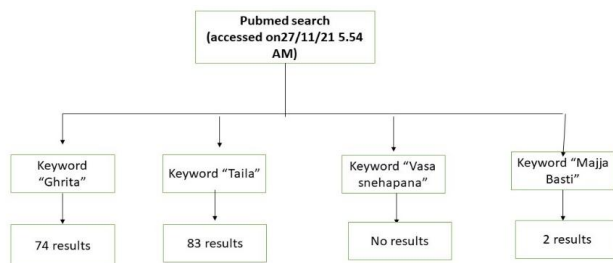 Pubmed search
(accessed on27/11/21 5.54
AM)
Keyword
"Ghrita"
Keyword "Taila"
Keyword "Vasa
snehapana"
Keyword "Majja
Basti"
74 results
83 results
No results
2 results